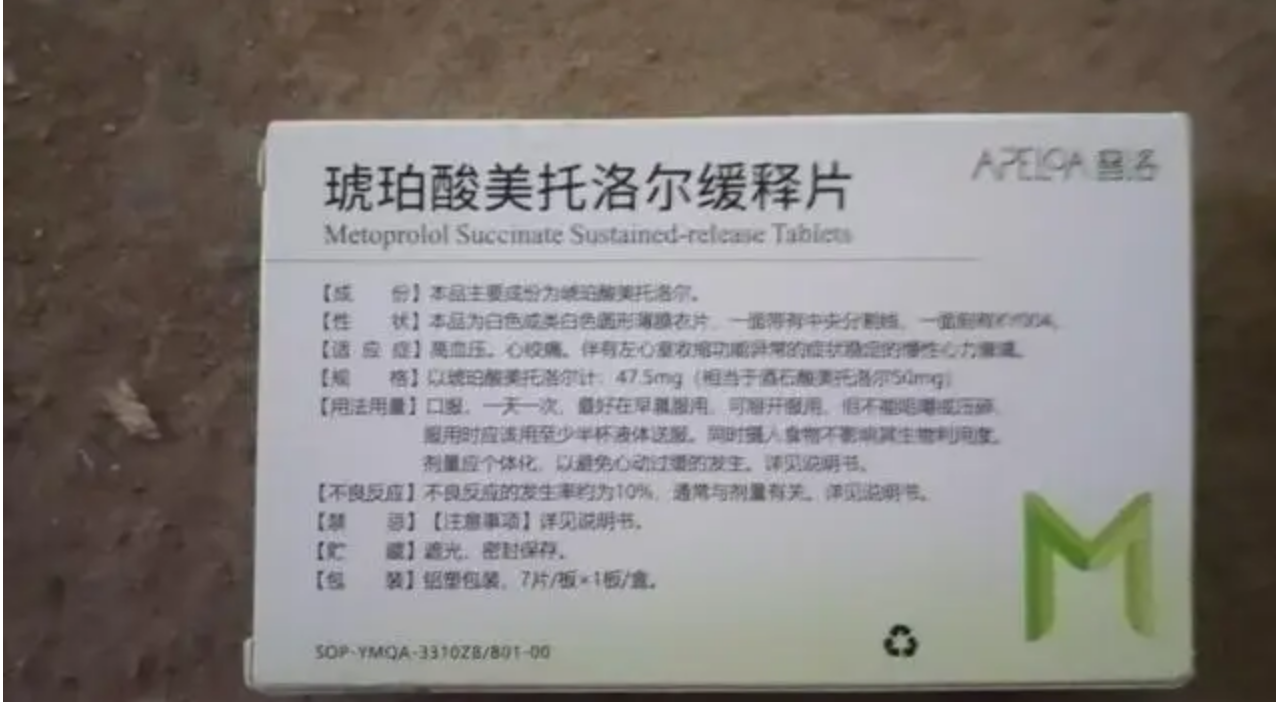 琥珀酸美托洛尔缓释片
APELOA 普洛
Metoprolol Succinate Sustained-release Tablets
【成 份】本品主要成份为琥珀酸美托洛尔。
【性 状】本品为白色或类白色圆形薄膜衣片，一面带有中央分割线，一面刻有
【适 应 症】高血压。心绞痛。伴有左心室收缩功能异常的症状稳定的慢性心力衰竭。
【规 格】以琥珀酸美托洛尔计：47.5mg（相当于酒石酸美托洛尔50mg）
【用法用量】口服，一天一次，最好在早晨服用，可掰开服用，但不能咀嚼或压碎，
服用时应该用至少半杯液体送服。同时摄入食物不影响其生物利用度。
剂量应个体化，以避免心动过缓的发生。详见说明书。
【不良反应】不良反应的发生率约为10%，通常与剂量有关。详见说明书。
【禁 忌】【注意事项】详见说明书。
【贮 藏】遮光，密封保存。
【包 装】铝塑包装，7片/板×1板/盒。
SOP-YMQA-3310Z8/B01-00